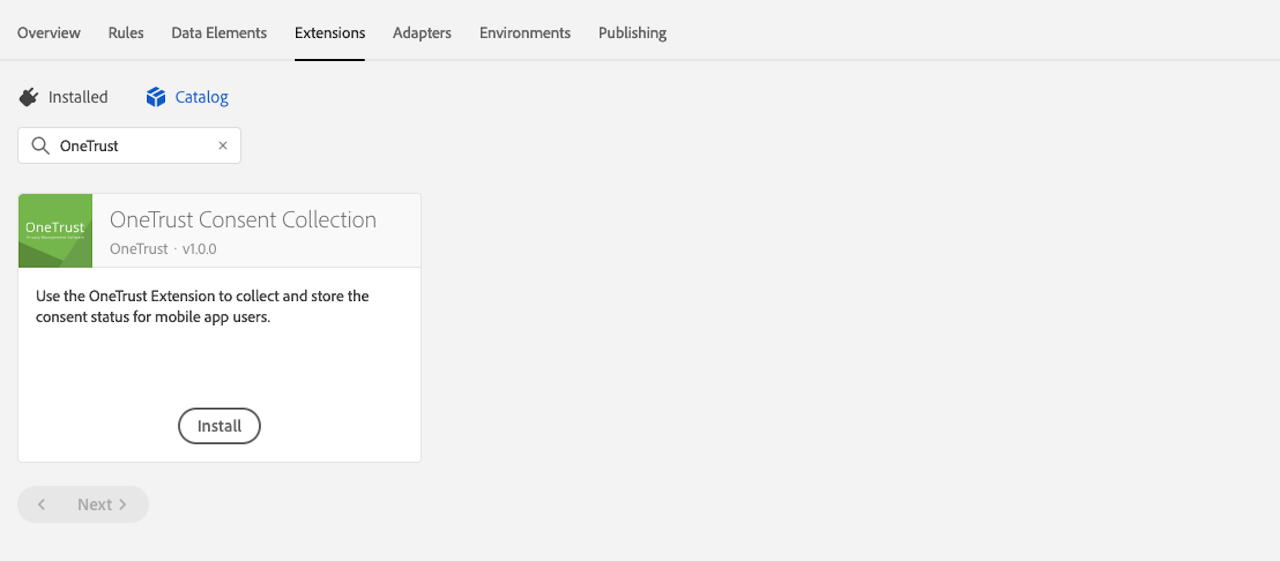 Overview Rules Data Elements Extensions Adapters Environments Publishing
Installed Catalog
OneTrust
OneTrust
OneTrust Consent Collection
OneTrust · v1.0.0
Use the OneTrust Extension to collect and store the
consent status for mobile app users.
Install
Next